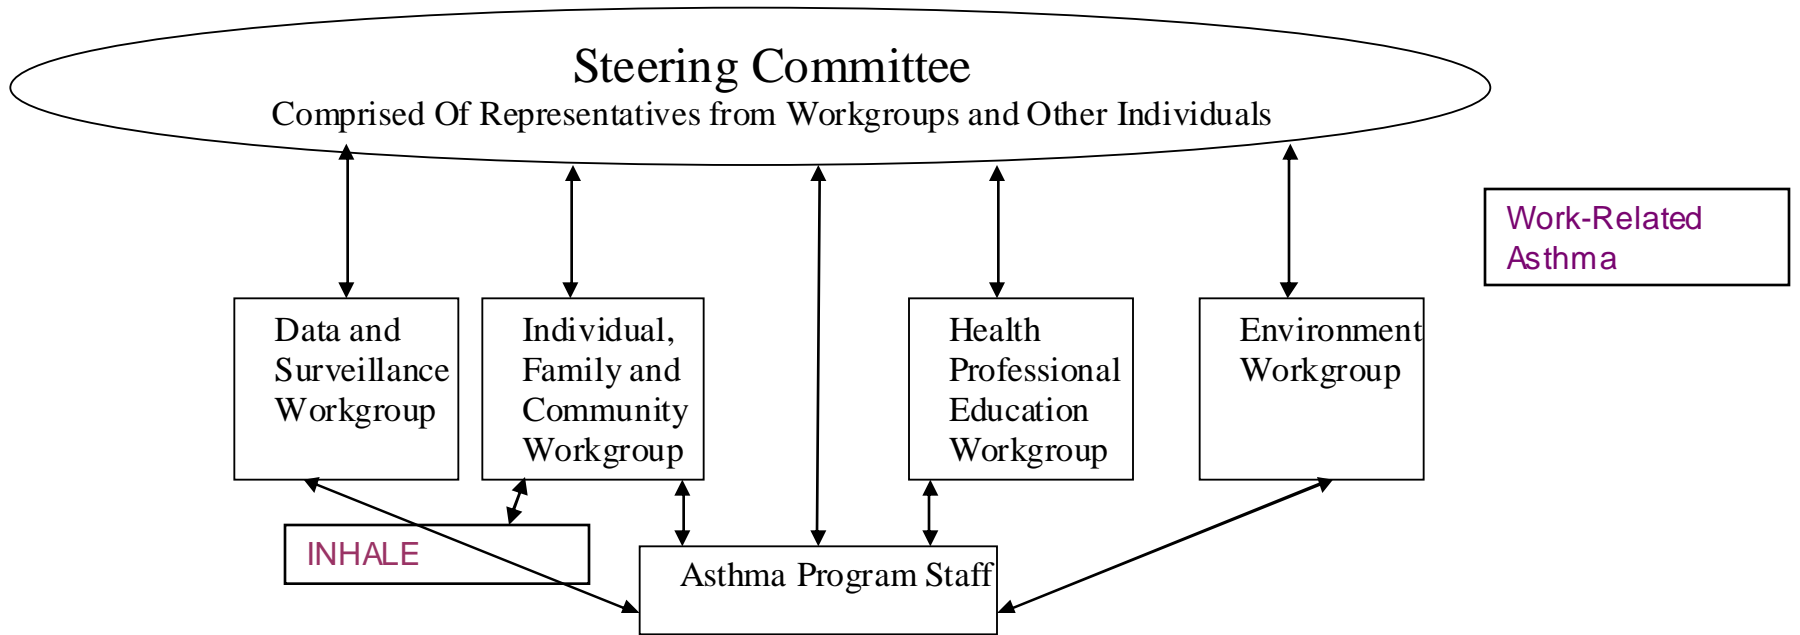 Steering Committee
Comprised Of Representatives from Workgroups and Other Individuals
Work-Related
Asthma
Data and
Surveillance
Workgroup
Individual,
Family and
Community
Workgroup
Health
Professional
Education
Workgroup
Environment
Workgroup
INHALE
Asthma Program Staff